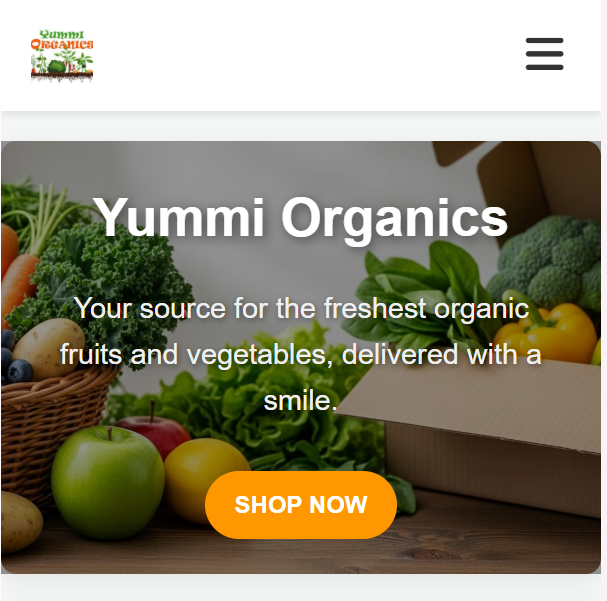 Yummi
ORGANICS
Yummi Organics
Your source for the freshest organic
fruits and vegetables, delivered with a
smile.
SHOP NOW